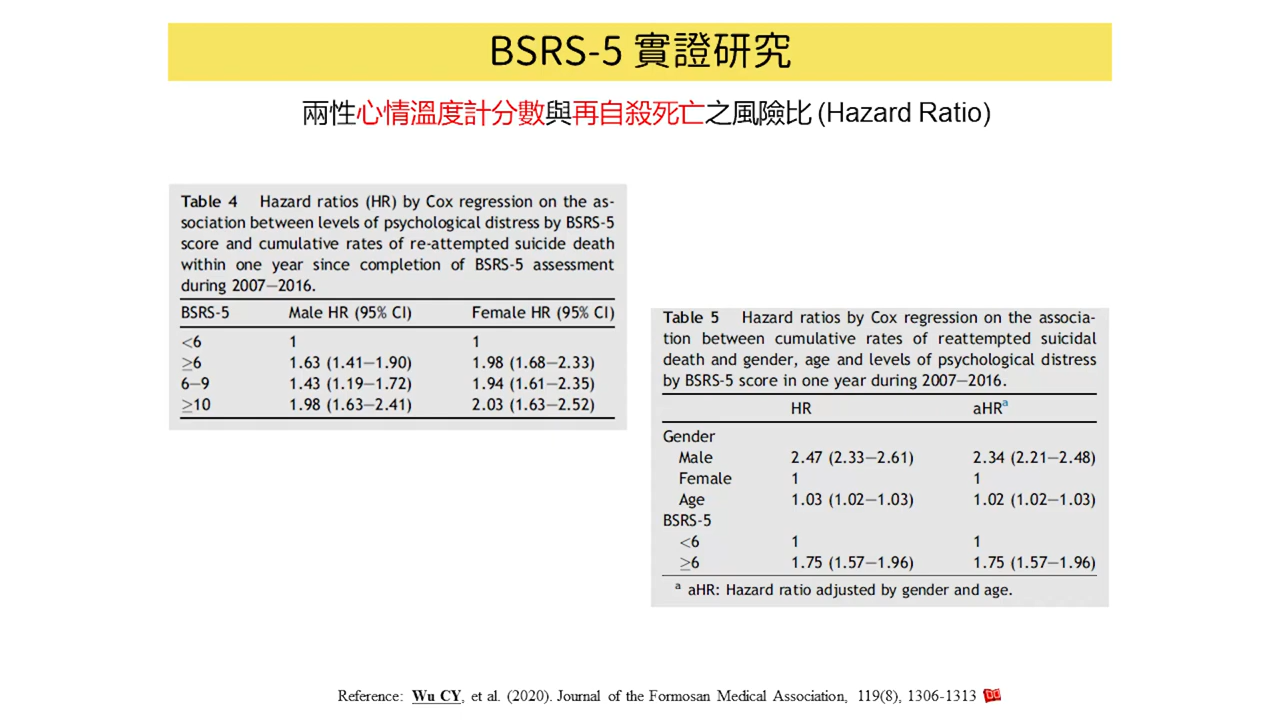 BSRS-5 實證研究
兩性心情溫度計分數與再自殺死亡之風險比 (Hazard Ratio)
Table 4 Hazard ratios (HR) by Cox regression on the as-
sociation between levels of psychological distress by BSRS-5
score and cumulative rates of re-attempted suicide death
within one year since completion of BSRS-5 assessment
during 2007–2016.
BSRS-5 Male HR (95% CI) Female HR (95% CI)
<6 1 1
≥6 1.63 (1.41–1.90) 1.98 (1.68–2.33)
6–9 1.43 (1.19–1.72) 1.94 (1.61–2.35)
≥10 1.98 (1.63–2.41) 2.03 (1.63–2.52)
Table 5 Hazard ratios by Cox regression on the associa-
tion between cumulative rates of reattempted suicidal
death and gender, age and levels of psychological distress
by BSRS-5 score in one year during 2007–2016.
HR aHRa
Gender
Male 2.47 (2.33–2.61) 2.34 (2.21–2.48)
Female 1 1
Age 1.03 (1.02–1.03) 1.02 (1.02–1.03)
BSRS-5
<6 1 1
≥6 1.75 (1.57–1.96) 1.75 (1.57–1.96)
a aHR: Hazard ratio adjusted by gender and age.
Reference: Wu CY, et al. (2020). Journal of the Formosan Medical Association, 119(8), 1306-1313